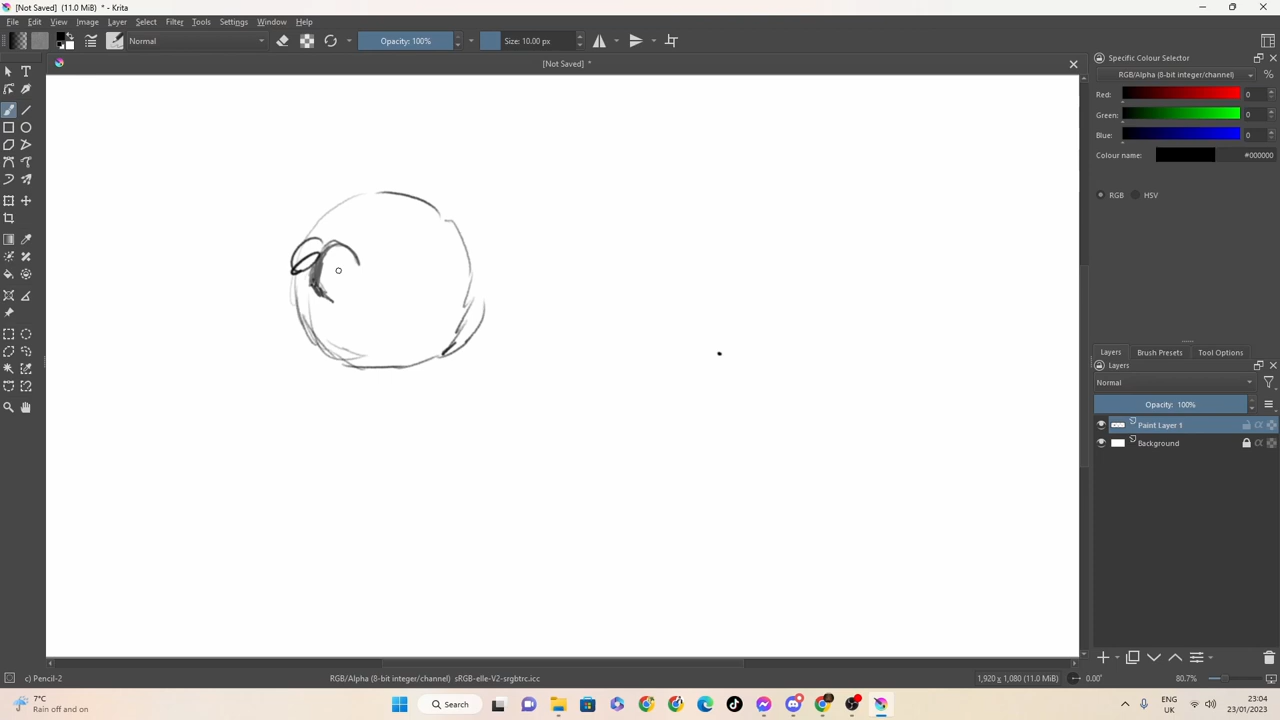 [Not Saved] (11.0 MiB) * - Krita
File Edit View Image Layer Select Filter Tools Settings Window Help
Normal Opacity: 100% Size: 10.00 px
[Not Saved] *
Specific Colour Selector
RGB/Alpha (8-bit integer/channel) %
Red: 0
Green: 0
Blue: 0
Colour name: #000000
RGB HSV
Layers Brush Presets Tool Options
Layers
Normal
Opacity: 100%
Paint Layer 1
Background
c) Pencil-2 RGB/Alpha (8-bit integer/channel) sRGB-elle-V2-srgbtrc.icc 1,920 x 1,080 (11.0 MiB) 0.00° 80.7%
7°C
Rain off and on
Search
ENG
UK
23:04
23/01/2023